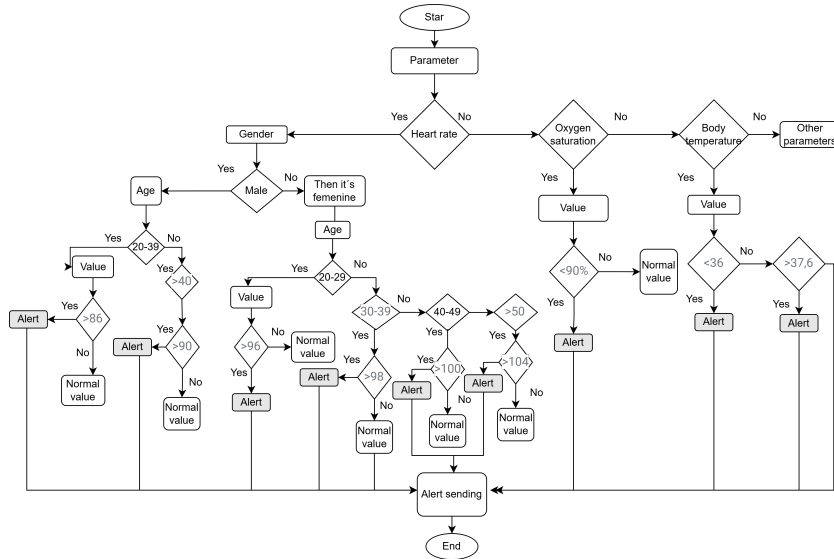 Star
Parameter
Yes
No
Heart rate
Gender
Oxygen
saturation
No
Body
temperature
No
Other
parameters
Yes
Male
No
Then it´s
femenine
Age
Age
Yes
20-39
No
Value
>40
Yes
>86
Alert
No
Normal
value
Yes
>90
Alert
No
Normal
value
Yes
20-29
No
Value
>96
No
Normal
value
Yes
Alert
30-39
No
40-49
>50
Yes
>98
Alert
No
Normal
value
Yes
Yes
>100
Alert
No
Normal
value
Yes
>104
Alert
No
Normal
value
Yes
Value
<90%
No
Normal
value
Yes
Alert
Yes
Value
<36
No
>37,6
Yes
Alert
Yes
Alert
Alert sending
End